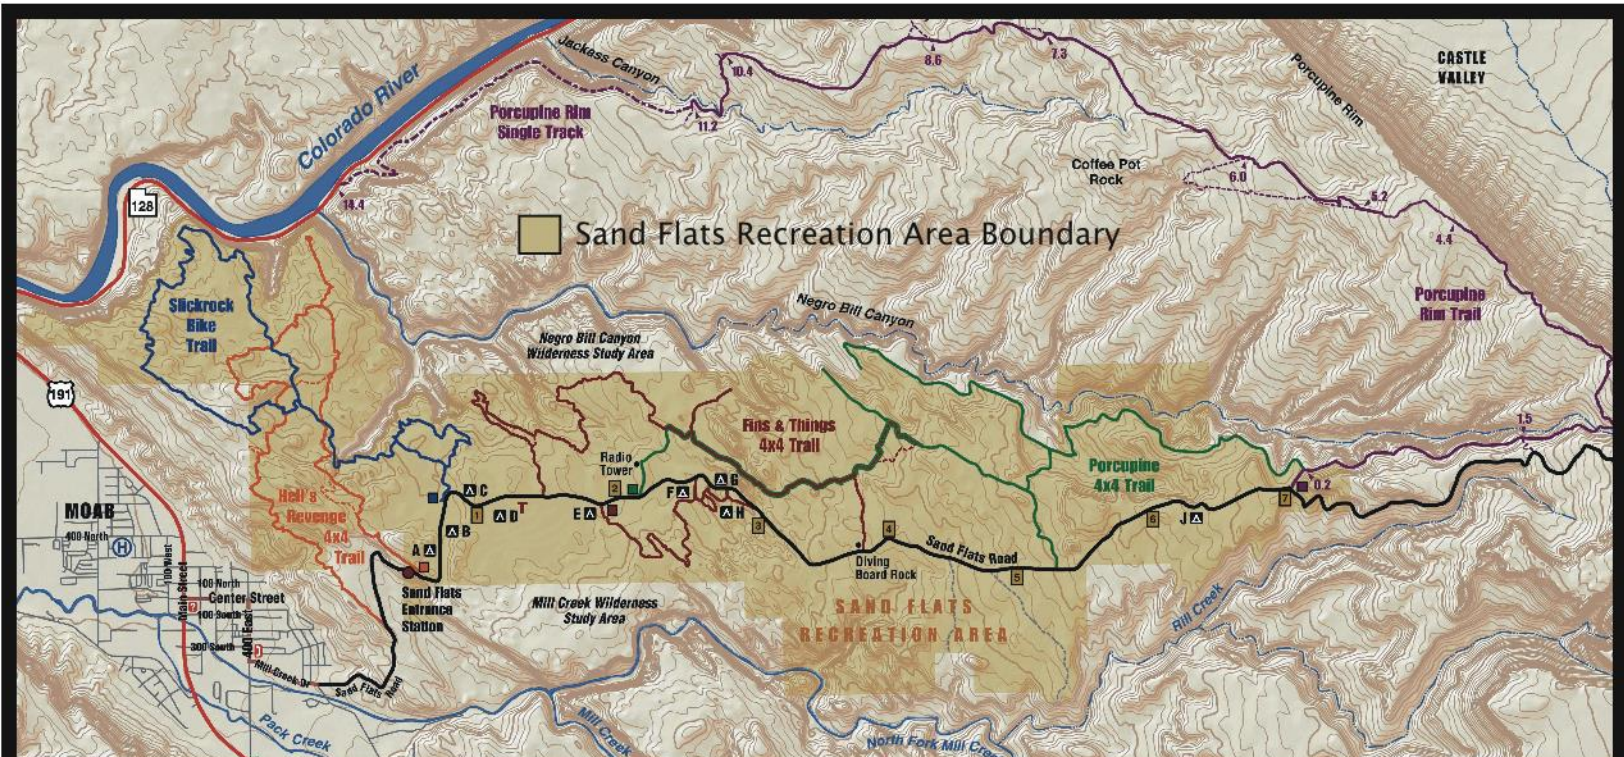 CASTLE
VALLEY
Porcupine Rim
Jackass Canyon
8.6
7.3
10.4
11.2
Colorado River
Porcupine Rim
Single Track
Coffee Pot
Rock
6.0
5.2
4.4
14.4
128
Sand Flats Recreation Area Boundary
Porcupine
Rim Trail
Slickrock
Bike
Trail
Negro Bill Canyon
Negro Bill Canyon
Wilderness Study Area
191
1.5
Fins & Things
4x4 Trail
Radio
Tower
Porcupine
4x4 Trail
0.2
Hell's
Revenge
4x4
Trail
C
1
D
T
B
A
2
E
F
G
H
3
4
5
6
J
7
MOAB
400 North
H
100 West
Main Street
100 North
Center Street
100 South
400 East
300 South
?
Mill Creek Dr
Sand Flats Road
Sand Flats
Entrance
Station
Mill Creek Wilderness
Study Area
Diving
Board Rock
Sand Flats Road
SAND FLATS
RECREATION AREA
Rill Creek
Pack Creek
Mill Creek
North Fork Mill Cree